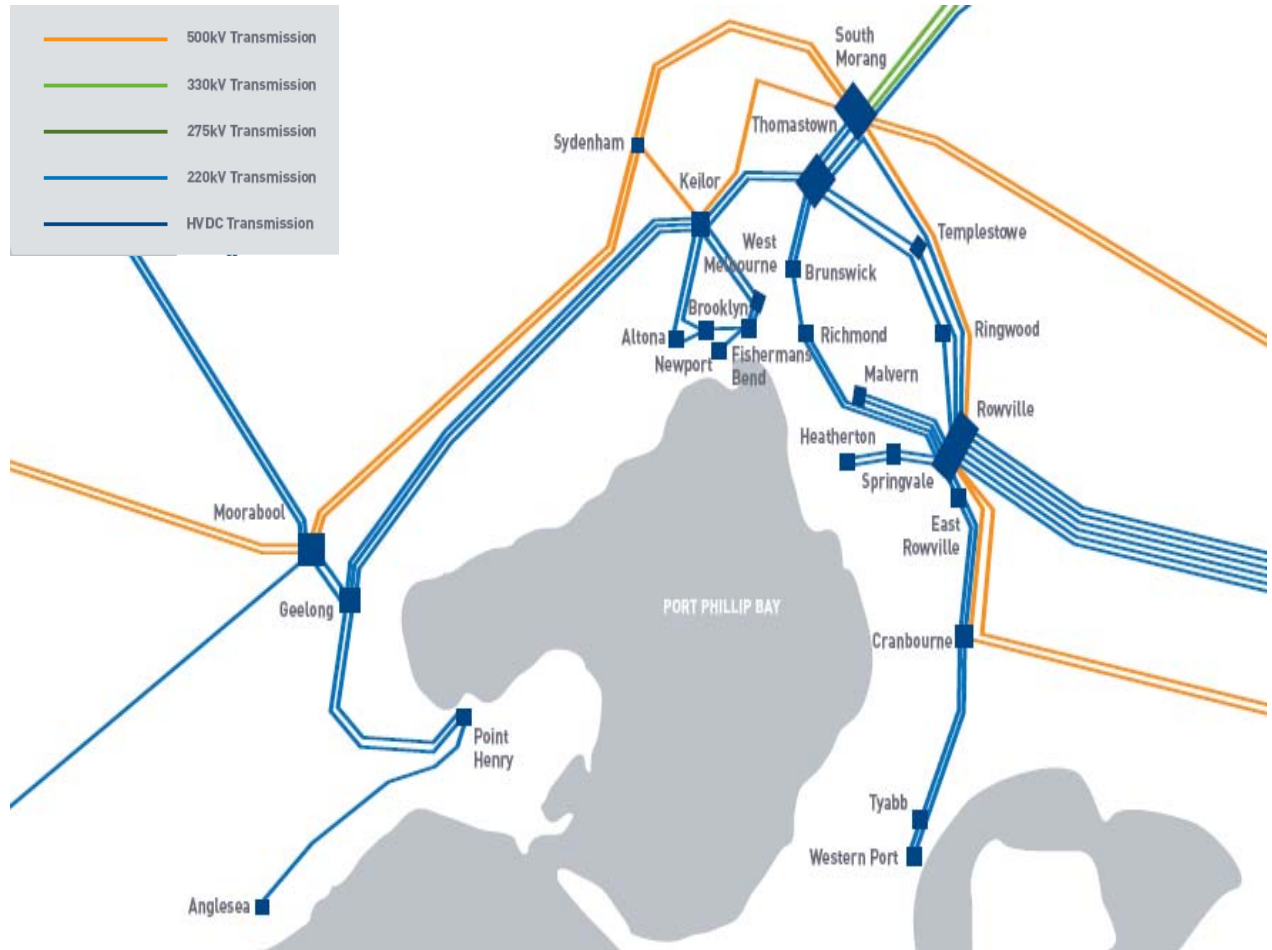 500kV Transmission
330kV Transmission
275kV Transmission
220kV Transmission
HVDC Transmission
South
Morang
Thomastown
Sydenham
Keilor
Templestowe
West
Melbourne
Brunswick
Brooklyn
Altona
Newport
Fishermans
Bend
Richmond
Ringwood
Malvern
Rowville
Heatherton
Springvale
East
Rowville
Moorabool
Geelong
PORT PHILLIP BAY
Cranbourne
Point
Henry
Tyabb
Western Port
Anglesea